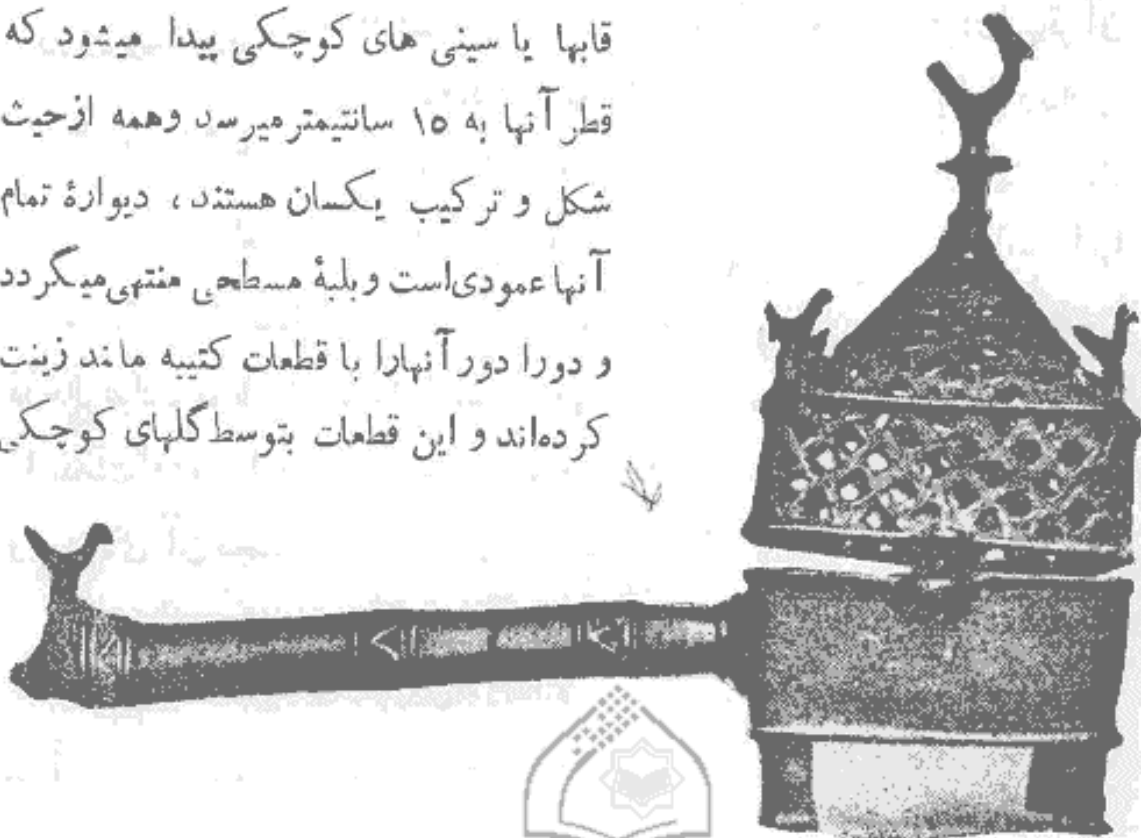 قابها یا سینی های کوچکی پیدا میشود که
قطر آنها به ۱۵ سانتیمتر میرسد وهمه ازحیث
شکل و ترکیب یکسان هستند ، دیوارهٔ تمام
آنها عمودی‌است و بلبهٔ مسطحی منتهی‌میگردد
و دورا دور آنهارا با قطعات کتیبه مانند زینت
کرده‌اند و این قطعات بتوسط گلهای کوچکی